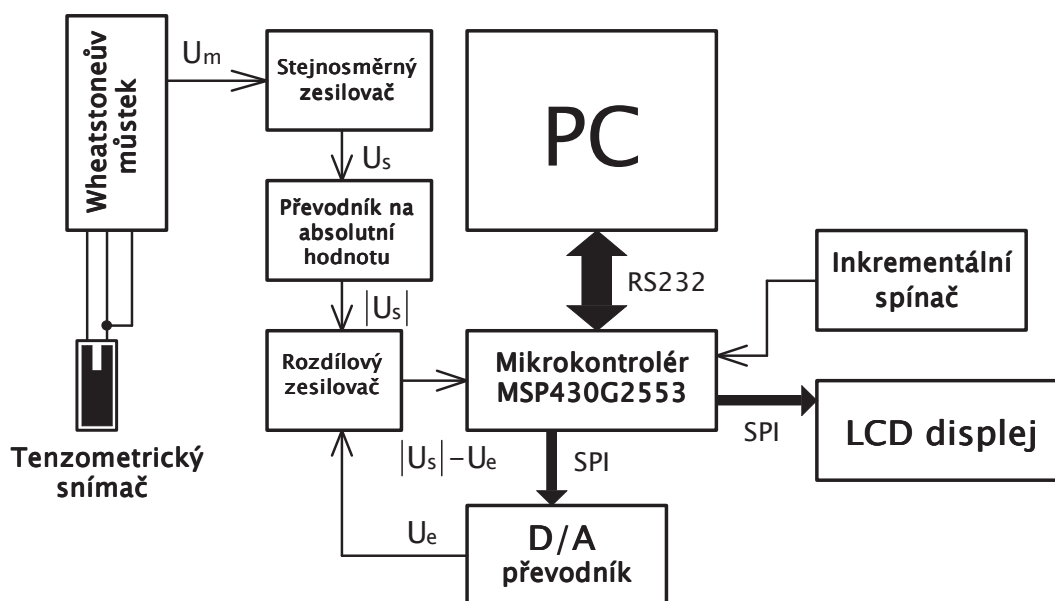 Wheatstoneův
můstek
Um
Stejnosměrný
zesilovač
Us
Převodník na
absolutní
hodnotu
|Us|
Rozdílový
zesilovač
|Us| – Ue
Ue
Tenzometrický
snímač
PC
RS232
Mikrokontrolér
MSP430G2553
Inkrementální
spínač
SPI
LCD displej
SPI
D/A
převodník